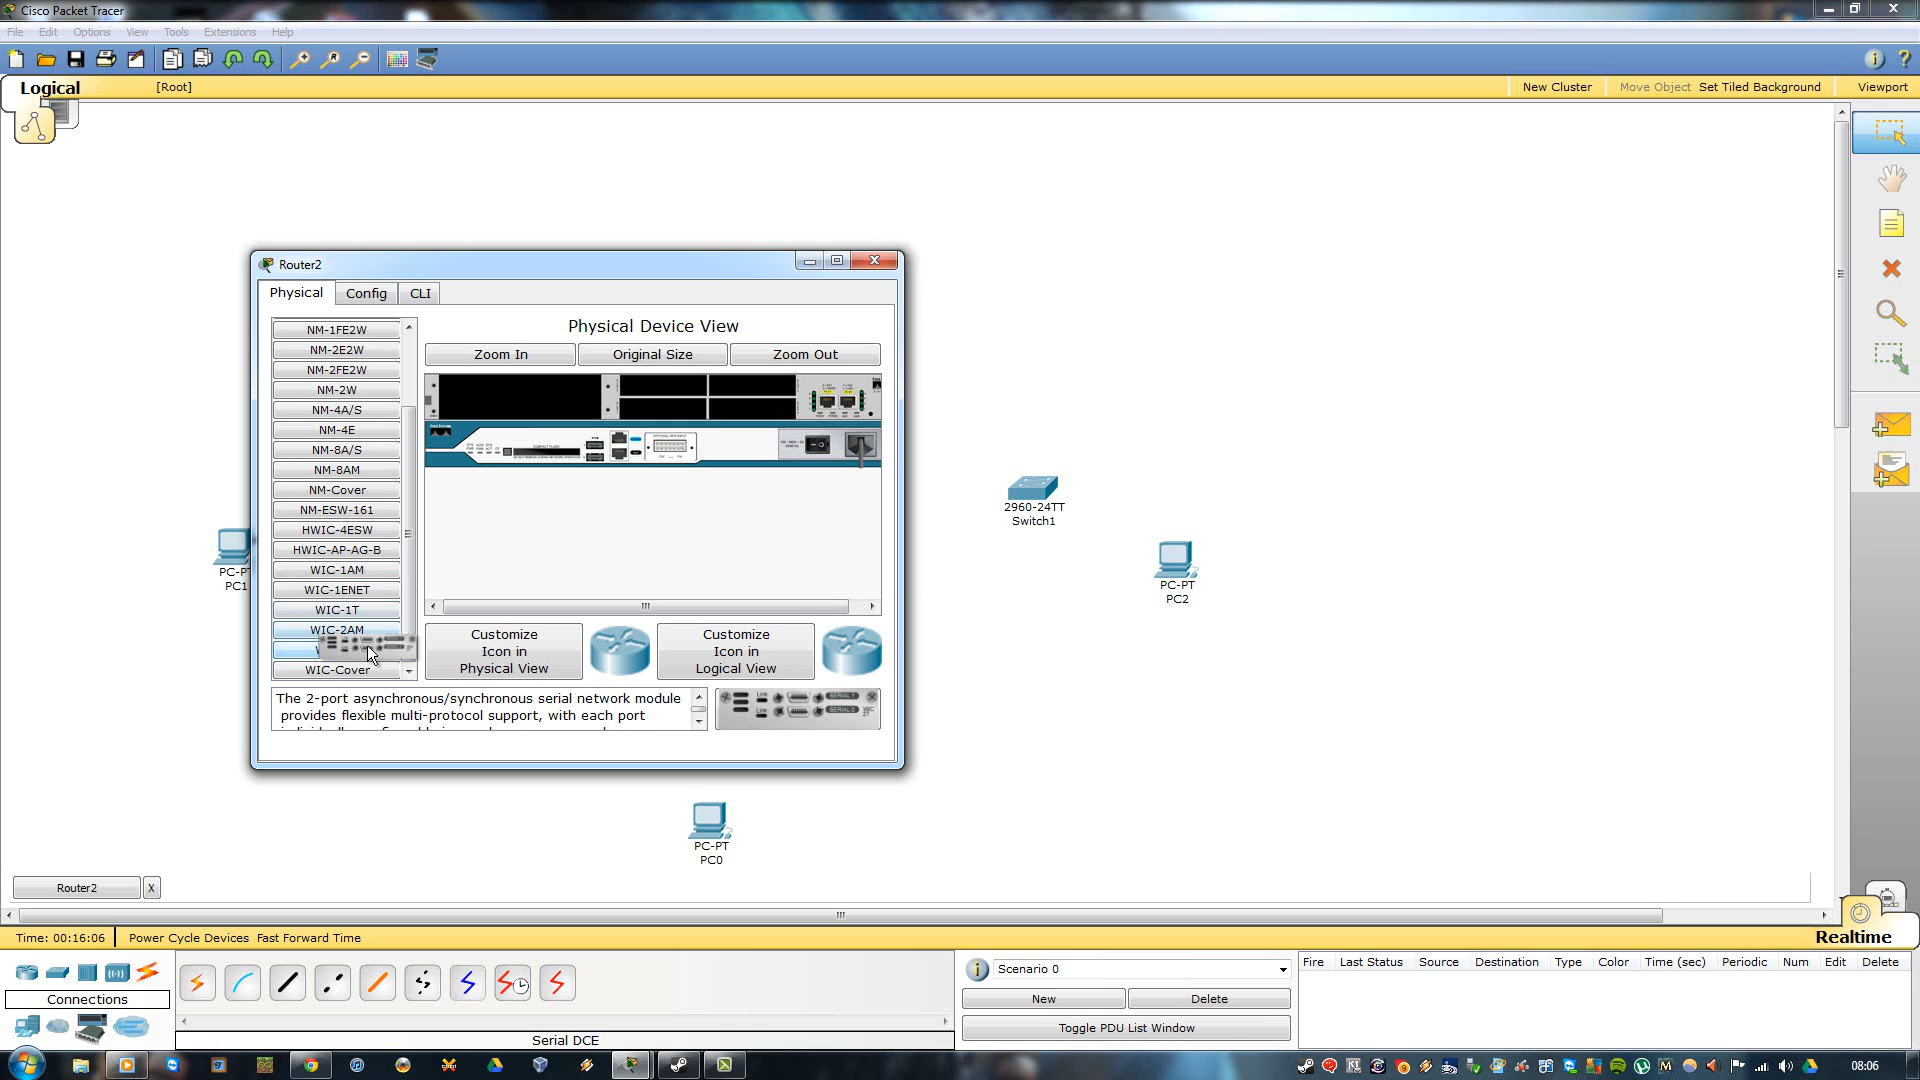 Cisco Packet Tracer
File Edit Options View Tools Extensions Help
Logical [Root] New Cluster Move Object Set Tiled Background Viewport
Router2
Physical Config CLI
NM-1FE2W
NM-2E2W
NM-2FE2W
NM-2W
NM-4A/S
NM-4E
NM-8A/S
NM-8AM
NM-Cover
NM-ESW-161
HWIC-4ESW
HWIC-AP-AG-B
WIC-1AM
WIC-1ENET
WIC-1T
WIC-2AM
WIC-Cover
Physical Device View
Zoom In Original Size Zoom Out
Customize
Icon in
Physical View
Customize
Icon in
Logical View
The 2-port asynchronous/synchronous serial network module
provides flexible multi-protocol support, with each port
SERIAL 1
SERIAL 0
PC-PT
PC1
2960-24TT
Switch1
PC-PT
PC2
PC-PT
PC0
Router2 X
Time: 00:16:06 Power Cycle Devices Fast Forward Time Realtime
Connections
Serial DCE
Scenario 0
New Delete
Toggle PDU List Window
Fire Last Status Source Destination Type Color Time (sec) Periodic Num Edit Delete
08:06